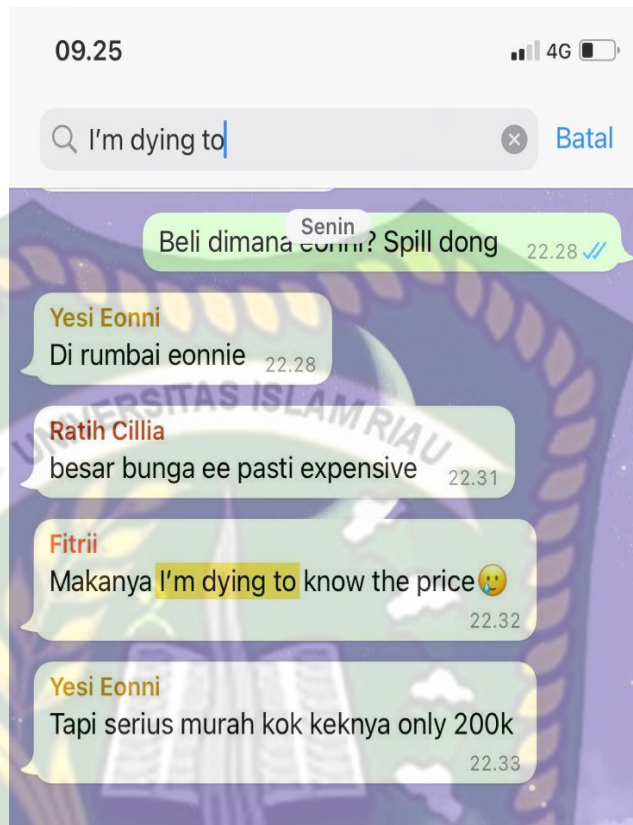 09.25
4G
I'm dying to
Batal
Senin
Beli dimana eonni? Spill dong 22.28
Yesi Eonni
Di rumbai eonnie 22.28
UNIVERSITAS ISLAM RIAU
Ratih Cillia
besar bunga ee pasti expensive 22.31
Fitrii
Makanya I'm dying to know the price🥲
22.32
Yesi Eonni
Tapi serius murah kok keknya only 200k
22.33